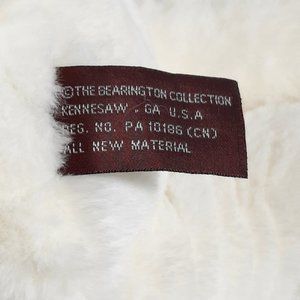 ©THE BEARINGTON COLLECTION
KENNESAW, GA U.S.A
REG. NO. PA 10186 (CN)
ALL NEW MATERIAL